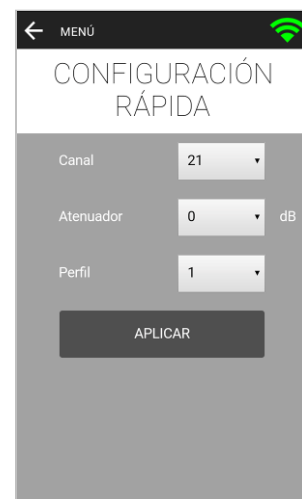 MENÚ
CONFIGURACIÓN
RÁPIDA
Canal 21
Atenuador 0 dB
Perfil 1
APLICAR